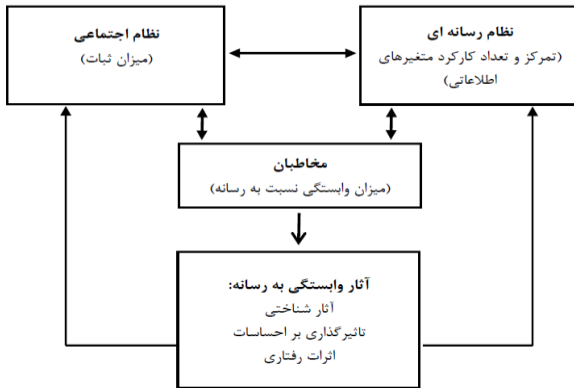 نظام رسانه ای
(تمرکز و تعداد کارکرد متغیرهای
اطلاعاتی)
نظام اجتماعی
(میزان ثبات)
مخاطبان
(میزان وابستگی نسبت به رسانه)
آثار وابستگی به رسانه:
آثار شناختی
تاثیرگذاری بر احساسات
اثرات رفتاری